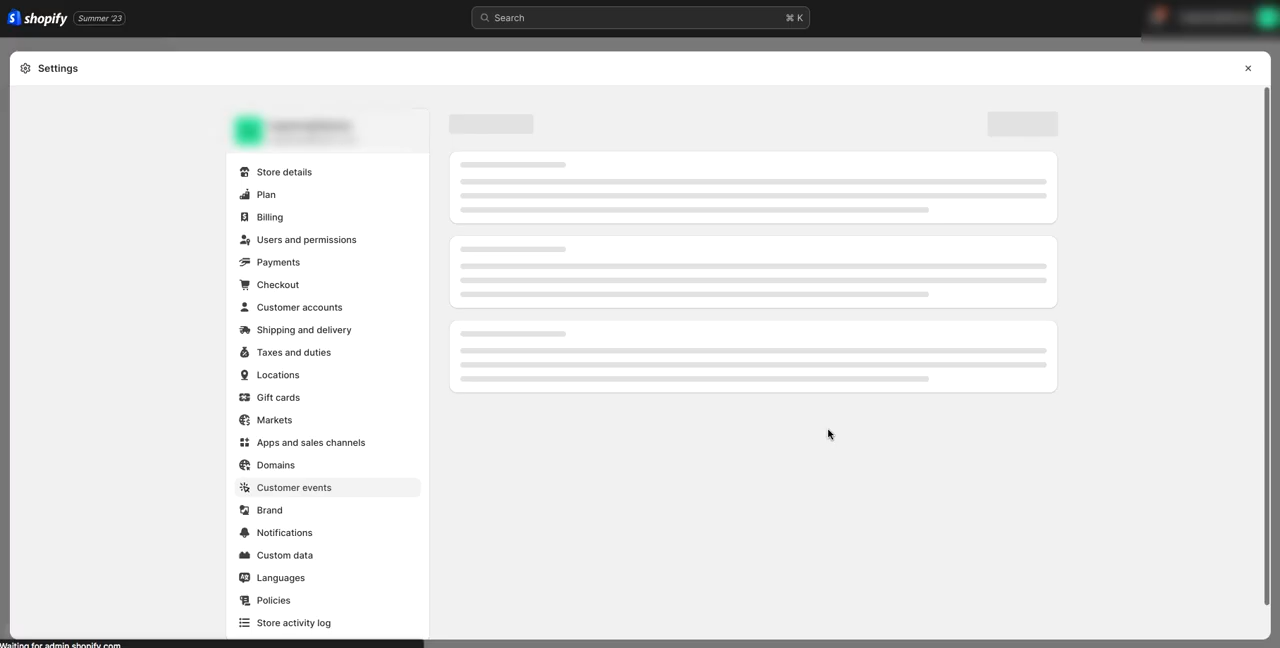 shopify
Summer '23
Search
⌘ K
Settings
Store details
Plan
Billing
Users and permissions
Payments
Checkout
Customer accounts
Shipping and delivery
Taxes and duties
Locations
Gift cards
Markets
Apps and sales channels
Domains
Customer events
Brand
Notifications
Custom data
Languages
Policies
Store activity log
Waiting for admin.shopify.com